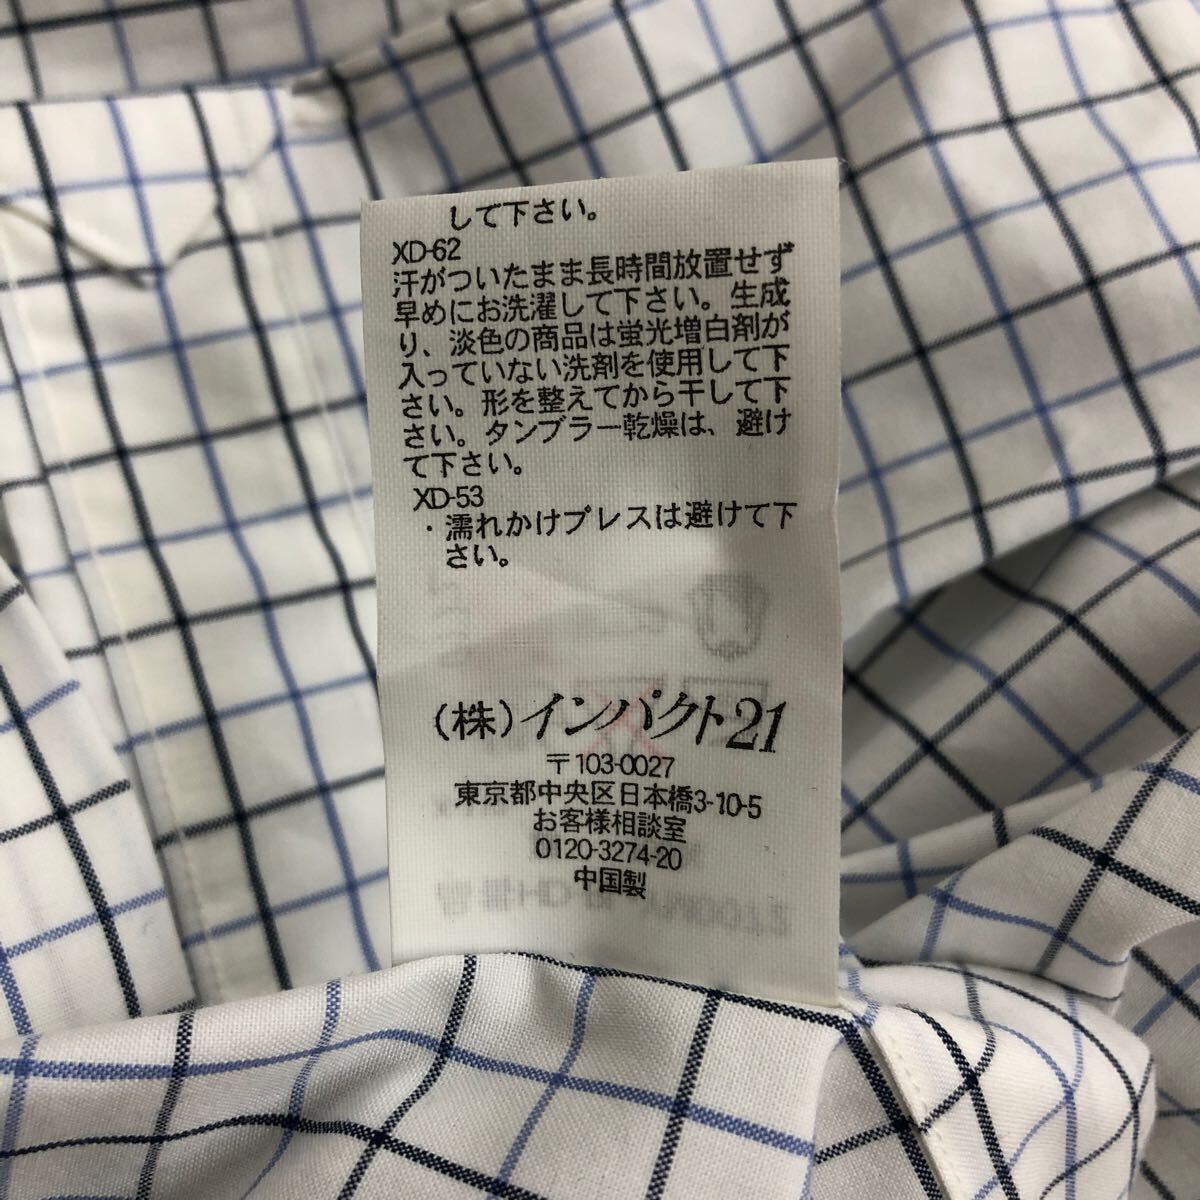 して下さい。
XD-62
汗がついたまま長時間放置せず
早めにお洗濯して下さい。生成
り、淡色の商品は蛍光増白剤が
入っていない洗剤を使用して下
さい。形を整えてから干して下
さい。タンブラー乾燥は、避け
て下さい。
XD-53
・濡れかけプレスは避けて下
さい。
(株)インパクト21
〒103-0027
東京都中央区日本橋3-10-5
お客様相談室
0120-3274-20
中国製